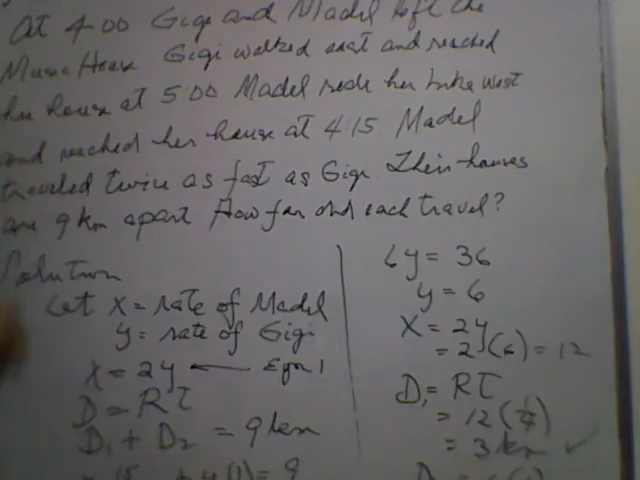 At 4:00 Gigi and Madel left the
Music Hour Gigi walked east and reached
her house at 5:00 Madel rode her bike west
and reached her house at 4:15 Madel
traveled twice as fast as Gigi. Their houses
are 9 km apart How far did each travel?
Solution
Let X = rate of Madel
y = rate of Gigi
X = 2y ← Eqn 1
D = RT
D₁ + D₂ = 9 km
+ y(1) = 9
6y = 36
y = 6
X = 2y
= 2(6) = 12
D₁ = RT
= 12 (1/4)
= 3 km ✓